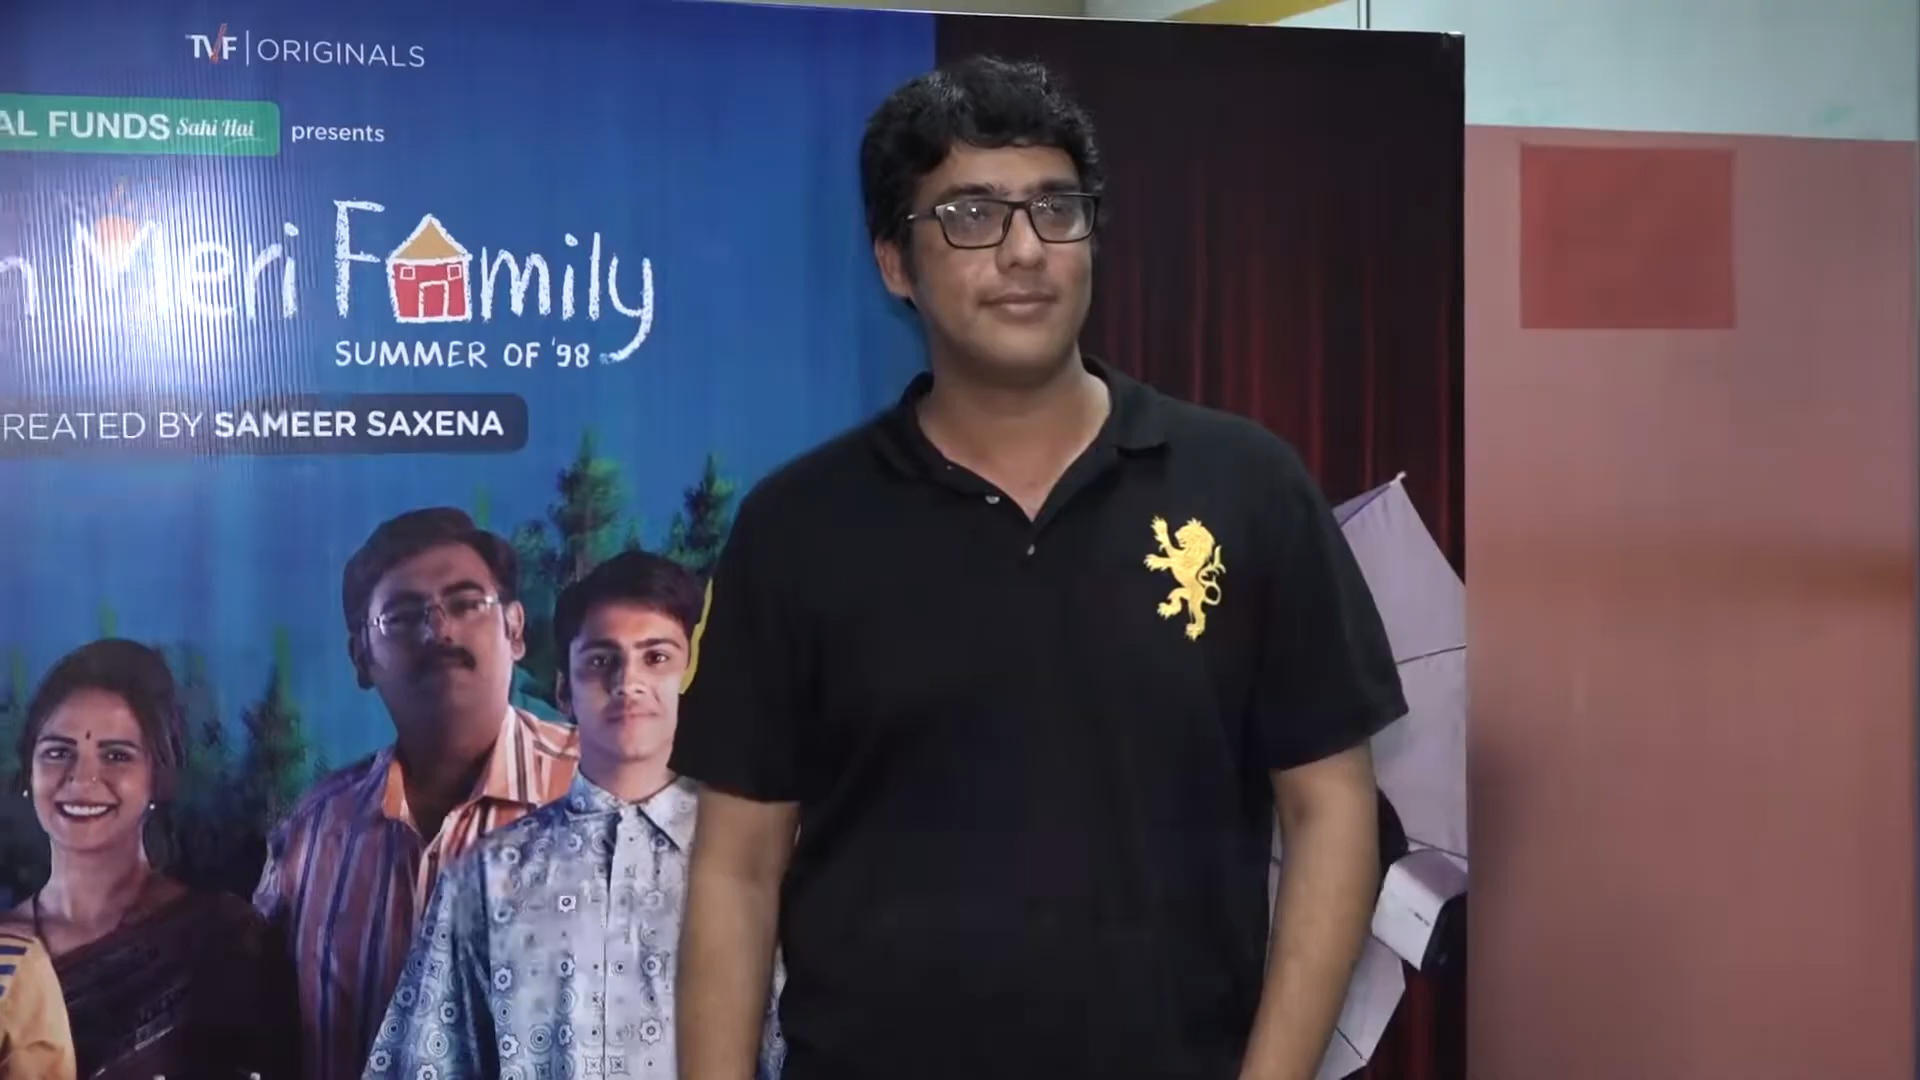 TVF | ORIGINALS
AL FUNDS Sahi Hai presents
n Meri Family
SUMMER OF '98
REATED BY SAMEER SAXENA